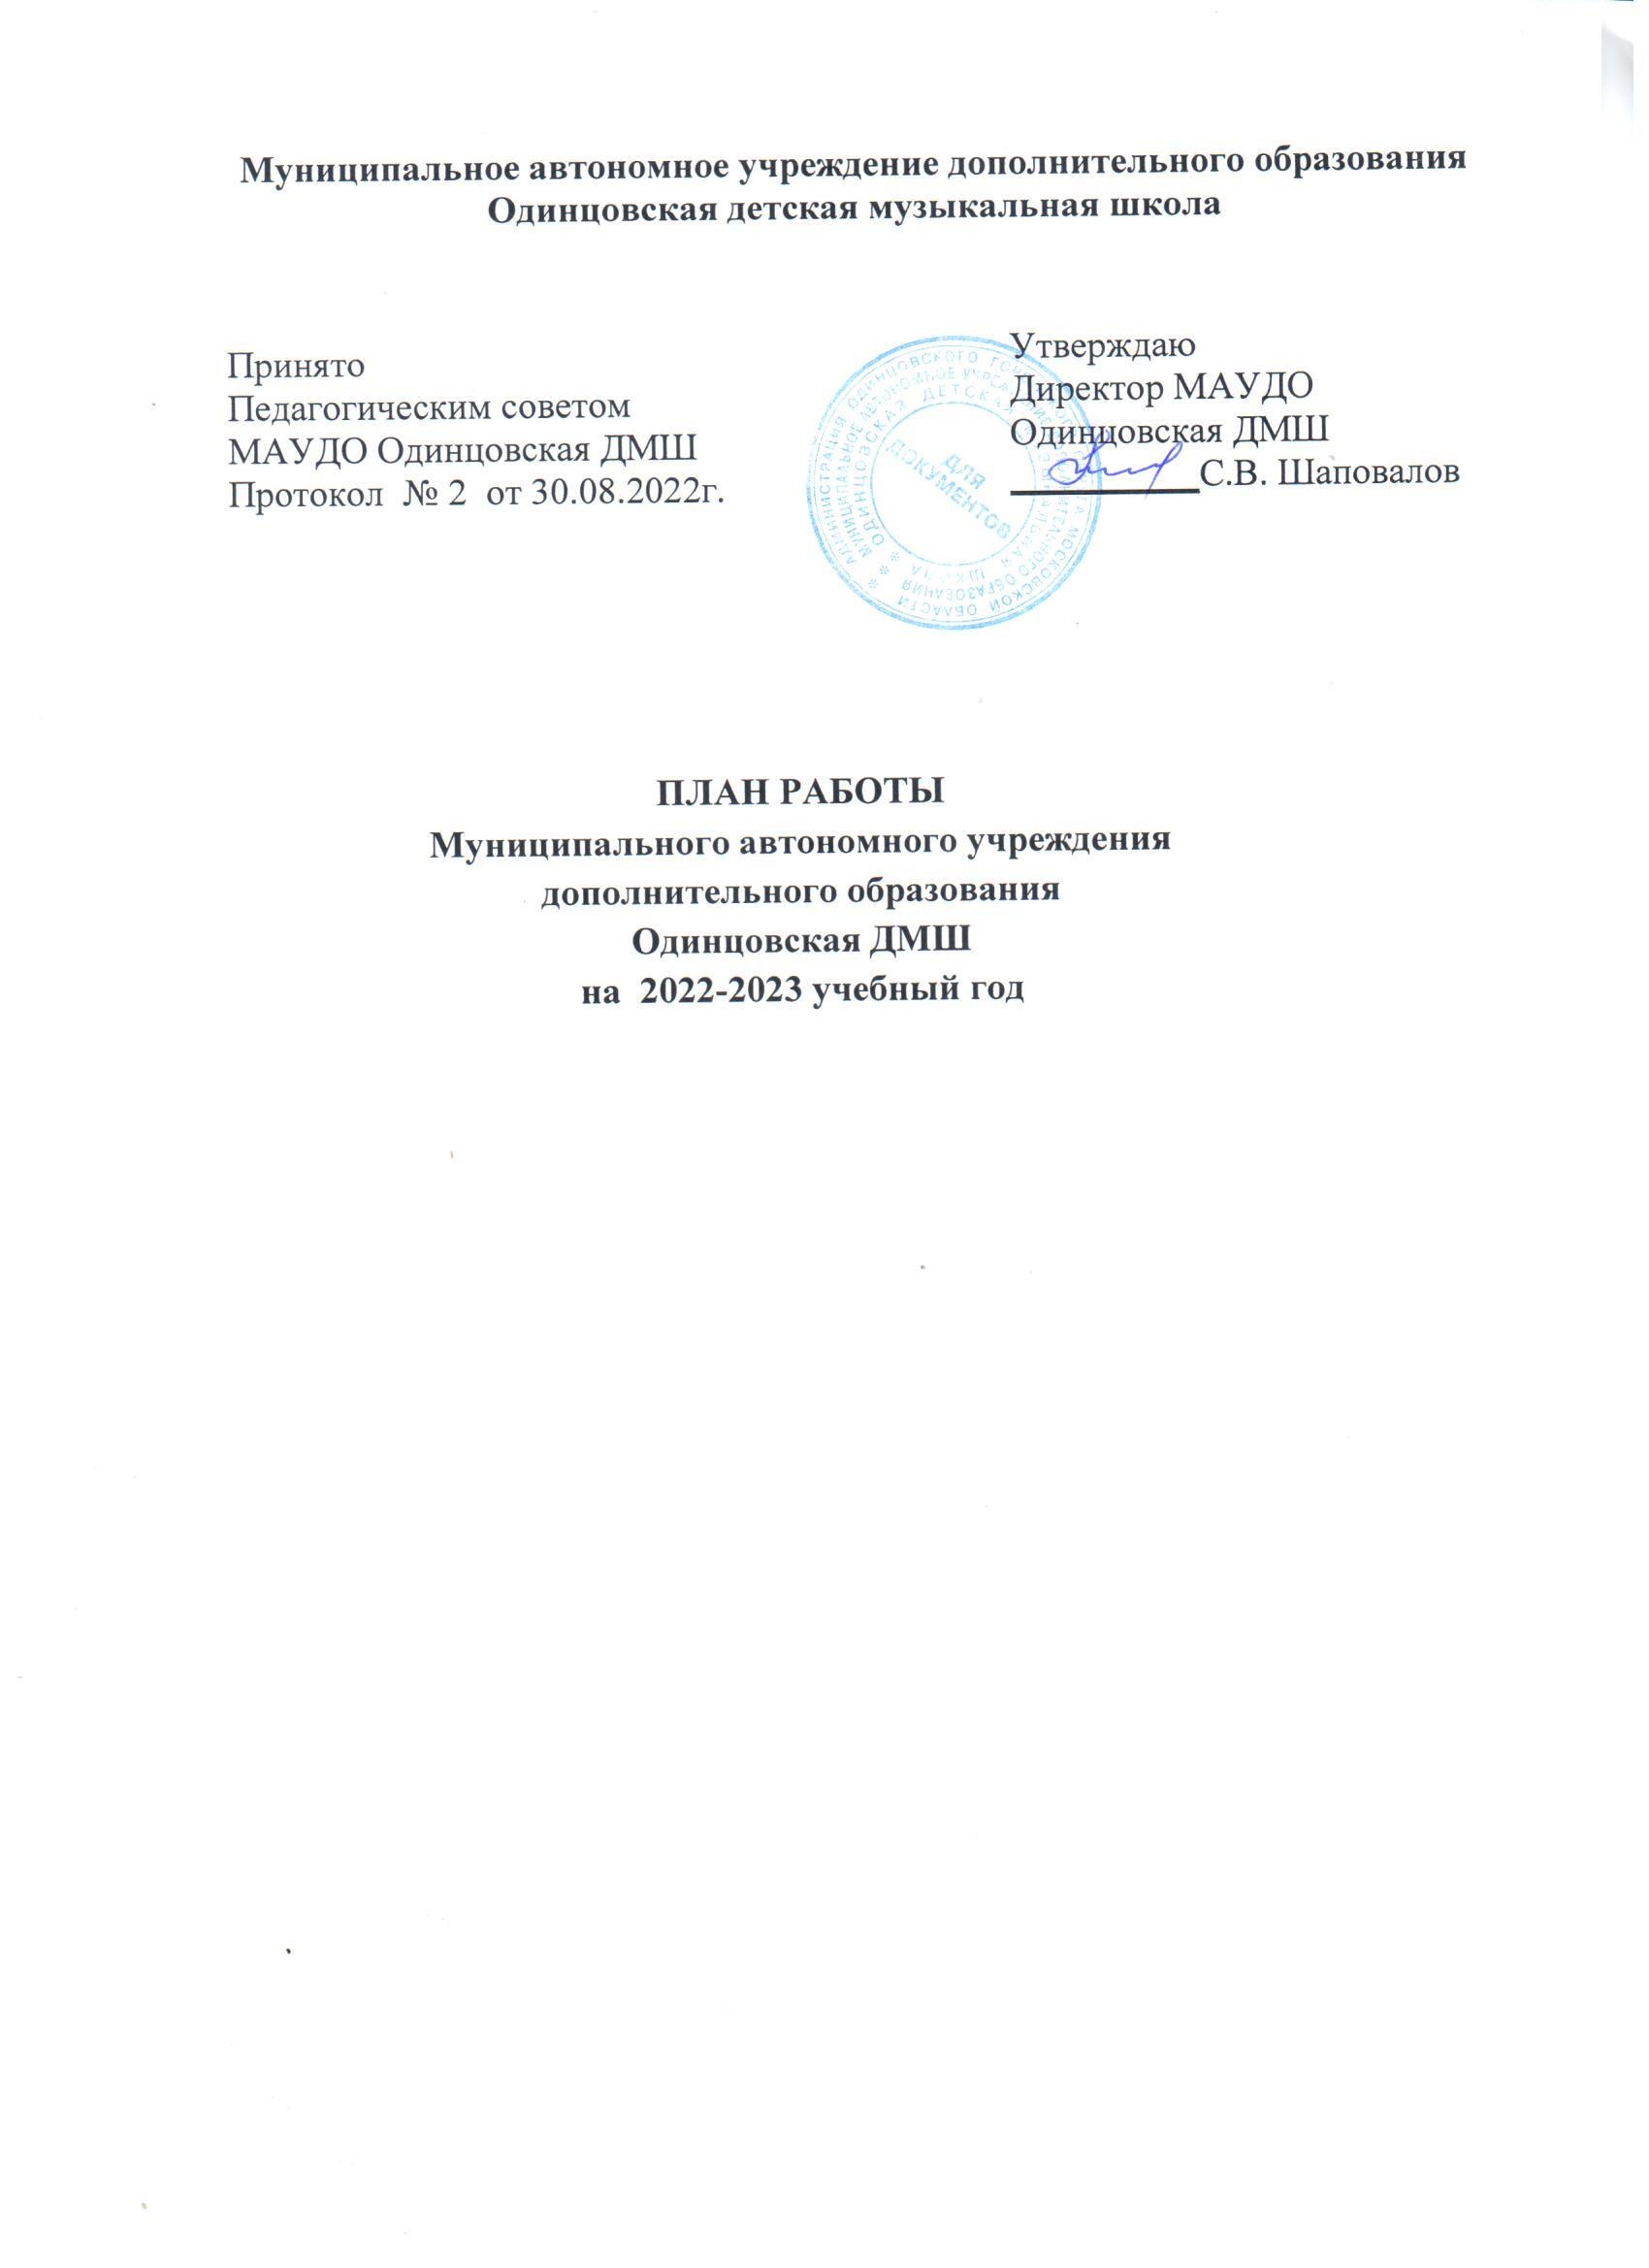 Муниципальное автономное учреждение дополнительного образования
Одинцовская детская музыкальная школа
Принято
Педагогическим советом
МАУДО Одинцовская ДМШ
Протокол № 2 от 30.08.2022г.
Утверждаю
Директор МАУДО
Одинцовская ДМШ
С.В. Шаповалов
ДЛЯ
ДОКУМЕНТОВ
ПЛАН РАБОТЫ
Муниципального автономного учреждения
дополнительного образования
Одинцовская ДМШ
на 2022-2023 учебный год